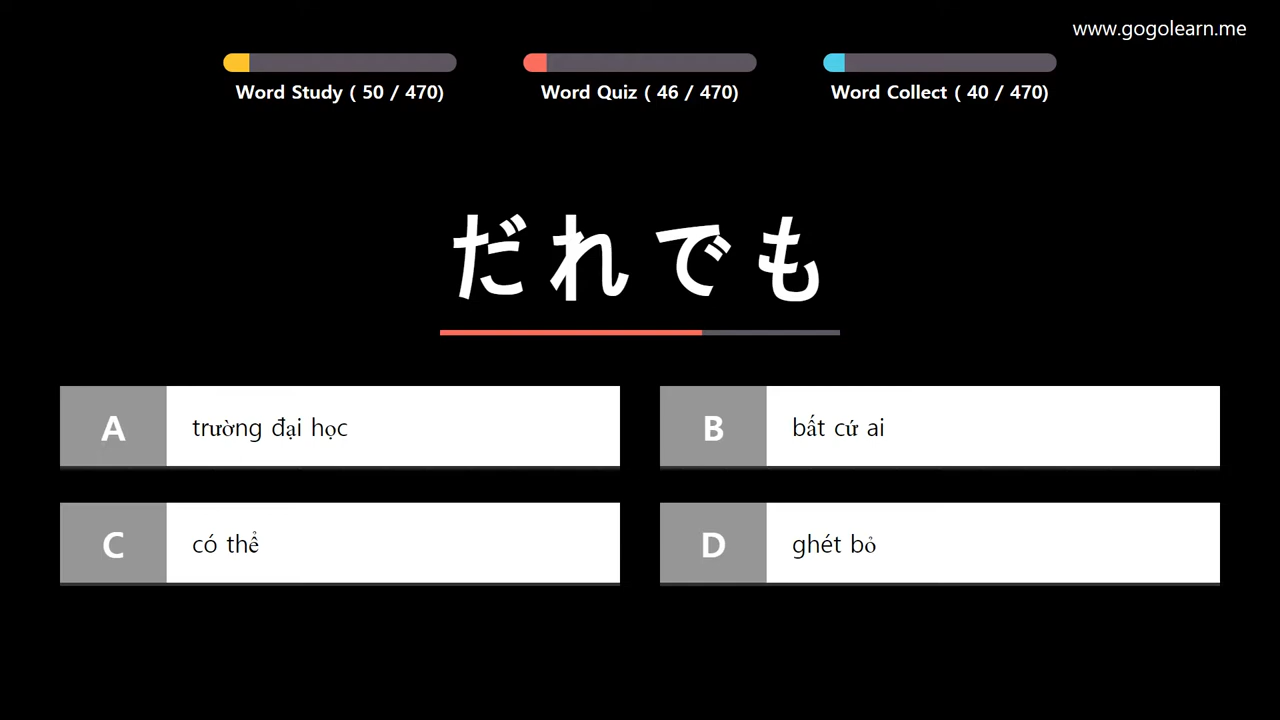 www.gogolearn.me
Word Study ( 50 / 470)
Word Quiz ( 46 / 470)
Word Collect ( 40 / 470)
だれでも
A trường đại học
B bất cứ ai
C có thể
D ghét bỏ